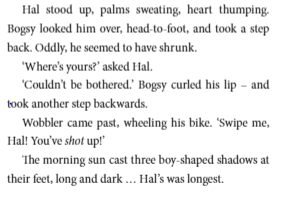 Hal stood up, palms sweating, heart thumping.
Bogsy looked him over, head-to-foot, and took a step
back. Oddly, he seemed to have shrunk.
‘Where’s yours?’ asked Hal.
‘Couldn’t be bothered.’ Bogsy curled his lip – and
took another step backwards.
Wobbler came past, wheeling his bike. ‘Swipe me,
Hal! You’ve shot up!’
The morning sun cast three boy-shaped shadows at
their feet, long and dark … Hal’s was longest.